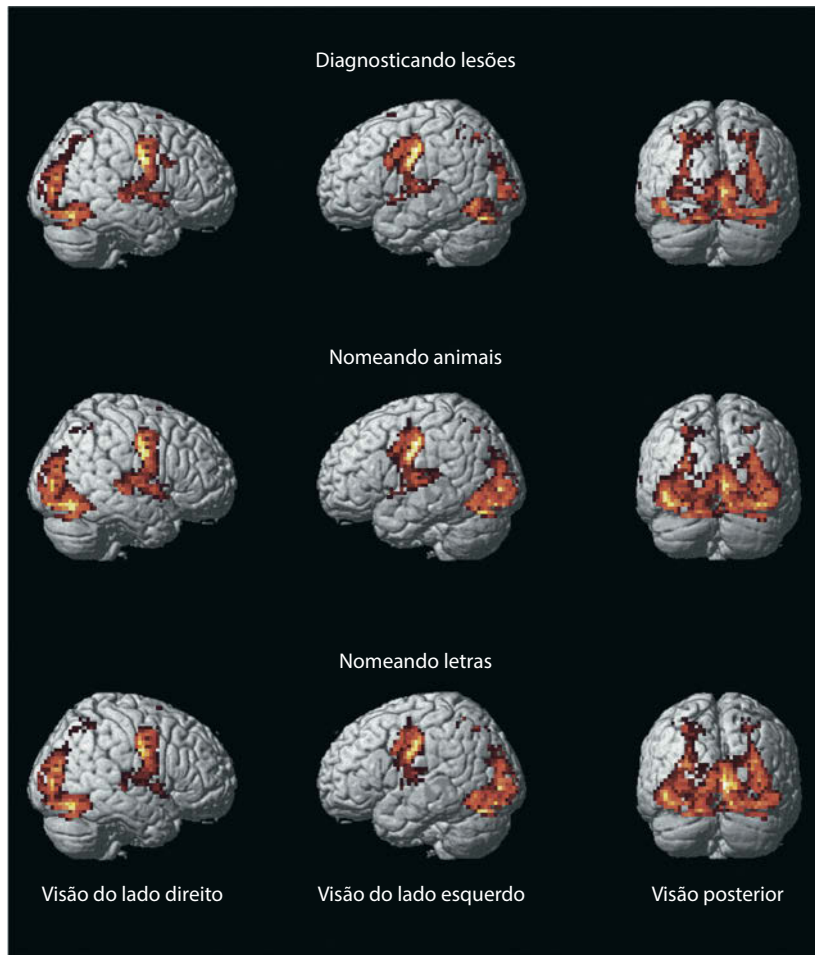 Diagnosticando lesões
Nomeando animais
Nomeando letras
Visão do lado direito
Visão do lado esquerdo
Visão posterior